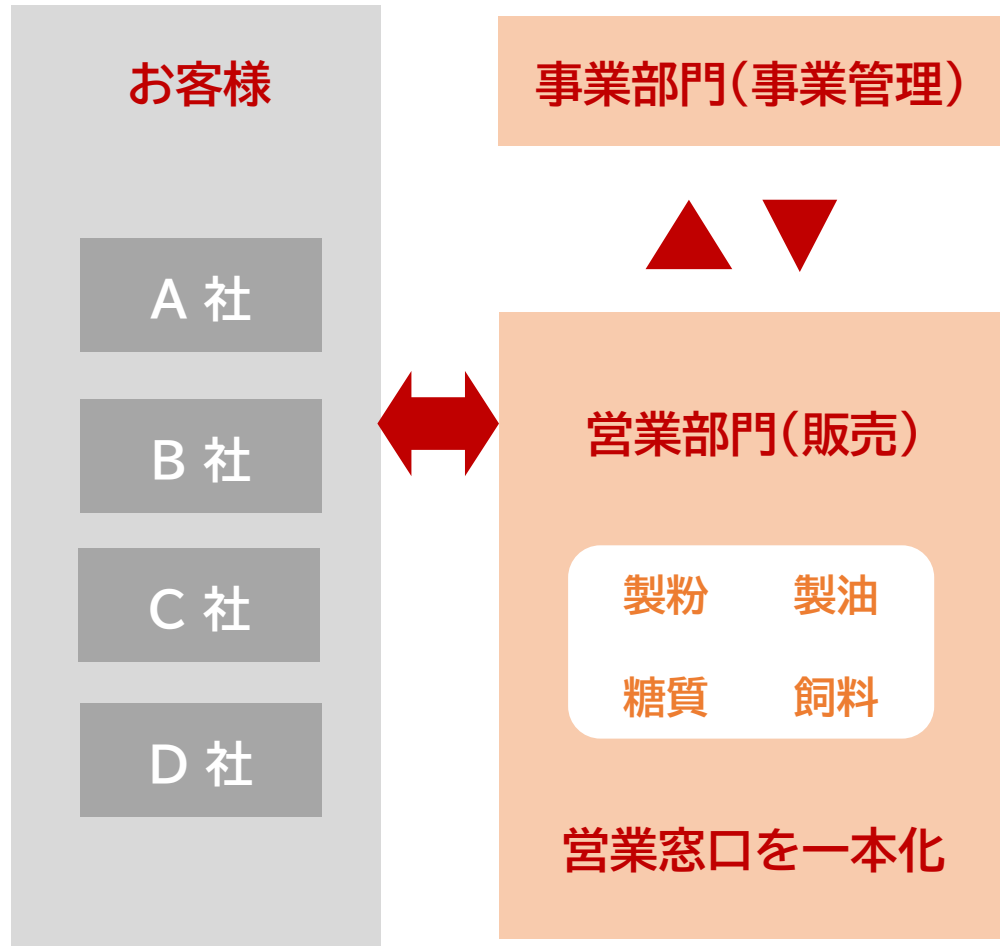 お客様
A 社
B 社
C 社
D 社
事業部門(事業管理)
営業部門(販売)
製粉 製油
糖質 飼料
営業窓口を一本化